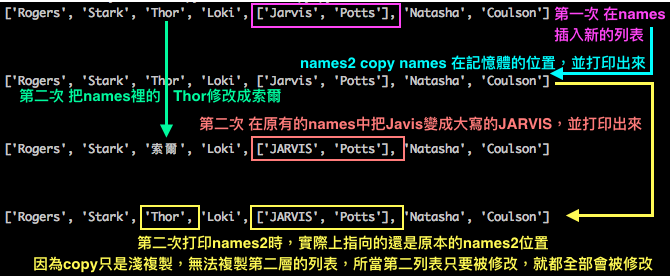 ['Rogers', 'Stark', 'Thor', 'Loki', ['Jarvis', 'Potts'], 'Natasha', 'Coulson']
第一次 在names
插入新的列表
names2 copy names 在記憶體的位置，並打印出來
['Rogers', 'Stark', 'Thor', 'Loki', ['Jarvis', 'Potts'], 'Natasha', 'Coulson']
第二次 把names裡的 Thor修改成索爾
第二次 在原有的names中把Javis變成大寫的JARVIS，並打印出來
['Rogers', 'Stark', '索爾', 'Loki', ['JARVIS', 'Potts'], 'Natasha', 'Coulson']
['Rogers', 'Stark', 'Thor', 'Loki', ['JARVIS', 'Potts'], 'Natasha', 'Coulson']
第二次打印names2時，實際上指向的還是原本的names2位置
因為copy只是淺複製，無法複製第二層的列表，所當第二列表只要被修改，就都全部會被修改